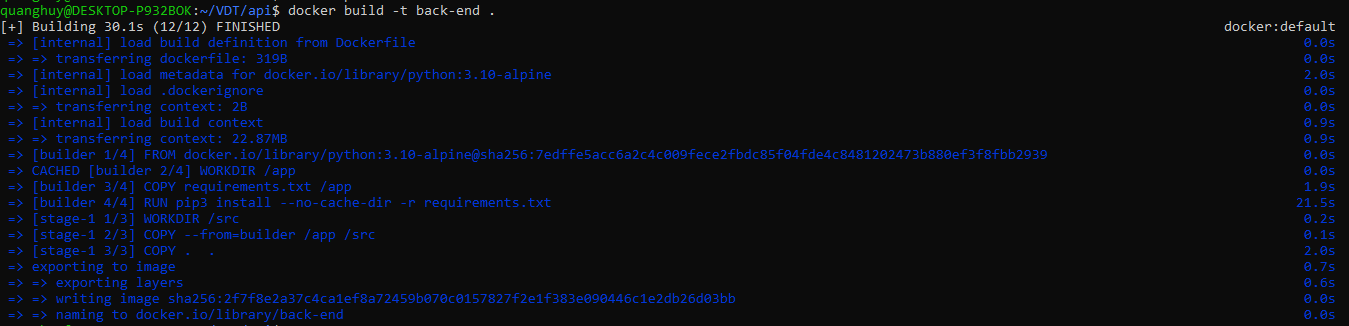 quanghuy@DESKTOP-P932BOK:~/VDT/api$ docker build -t back-end .
[+] Building 30.1s (12/12) FINISHED docker:default
=> [internal] load build definition from Dockerfile 0.0s
=> => transferring dockerfile: 319B 0.0s
=> [internal] load metadata for docker.io/library/python:3.10-alpine 2.0s
=> [internal] load .dockerignore 0.0s
=> => transferring context: 2B 0.0s
=> [internal] load build context 0.9s
=> => transferring context: 22.87MB 0.9s
=> [builder 1/4] FROM docker.io/library/python:3.10-alpine@sha256:7edffe5acc6a2c4c009fece2fbdc85f04fde4c8481202473b880ef3f8fbb2939 0.0s
=> CACHED [builder 2/4] WORKDIR /app 0.0s
=> [builder 3/4] COPY requirements.txt /app 1.9s
=> [builder 4/4] RUN pip3 install --no-cache-dir -r requirements.txt 21.5s
=> [stage-1 1/3] WORKDIR /src 0.2s
=> [stage-1 2/3] COPY --from=builder /app /src 0.1s
=> [stage-1 3/3] COPY . . 2.0s
=> exporting to image 0.7s
=> => exporting layers 0.6s
=> => writing image sha256:2f7f8e2a37c4ca1ef8a72459b070c0157827f2e1f383e090446c1e2db26d03bb 0.0s
=> => naming to docker.io/library/back-end 0.0s